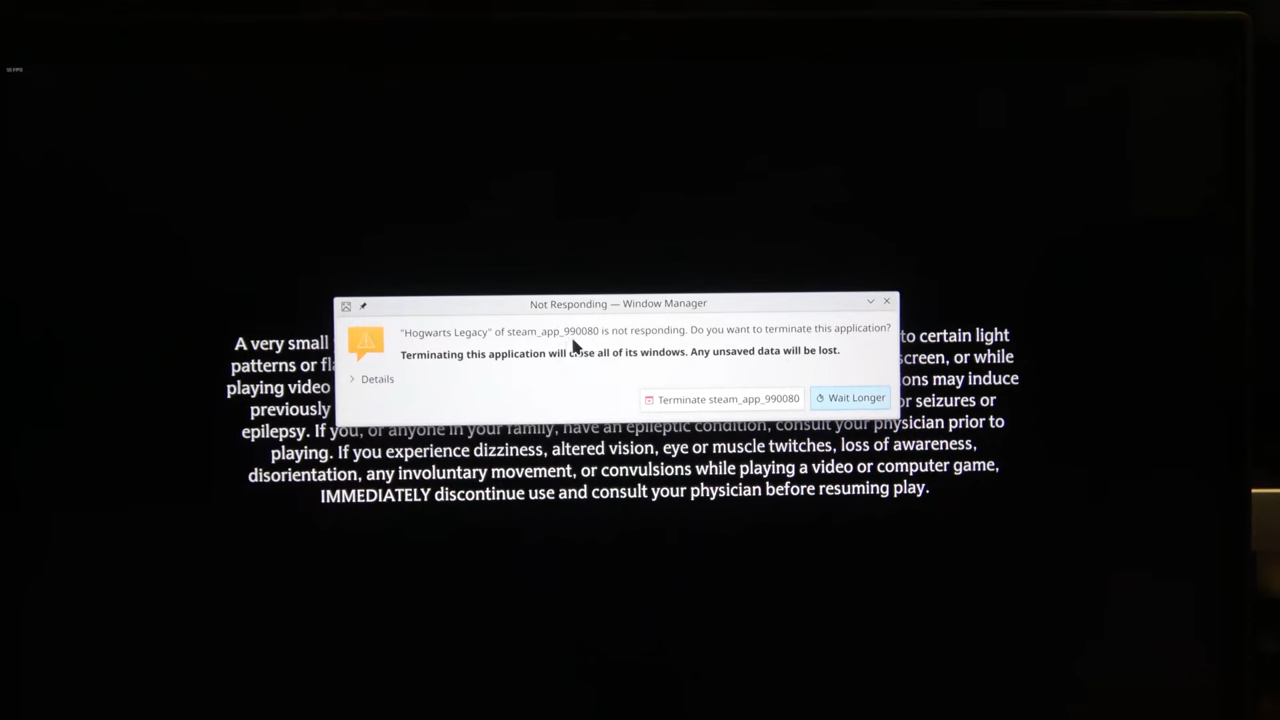 50 FPS
Not Responding — Window Manager
"Hogwarts Legacy" of steam_app_990080 is not responding. Do you want to terminate this application?
Terminating this application will close all of its windows. Any unsaved data will be lost.
Details
Terminate steam_app_990080
Wait Longer
A very small to certain light
patterns or screen, or while
playing video may induce
previously or seizures or
epilepsy. If you, or anyone in your family, have an epileptic condition, consult your physician prior to
playing. If you experience dizziness, altered vision, eye or muscle twitches, loss of awareness,
disorientation, any involuntary movement, or convulsions while playing a video or computer game,
IMMEDIATELY discontinue use and consult your physician before resuming play.